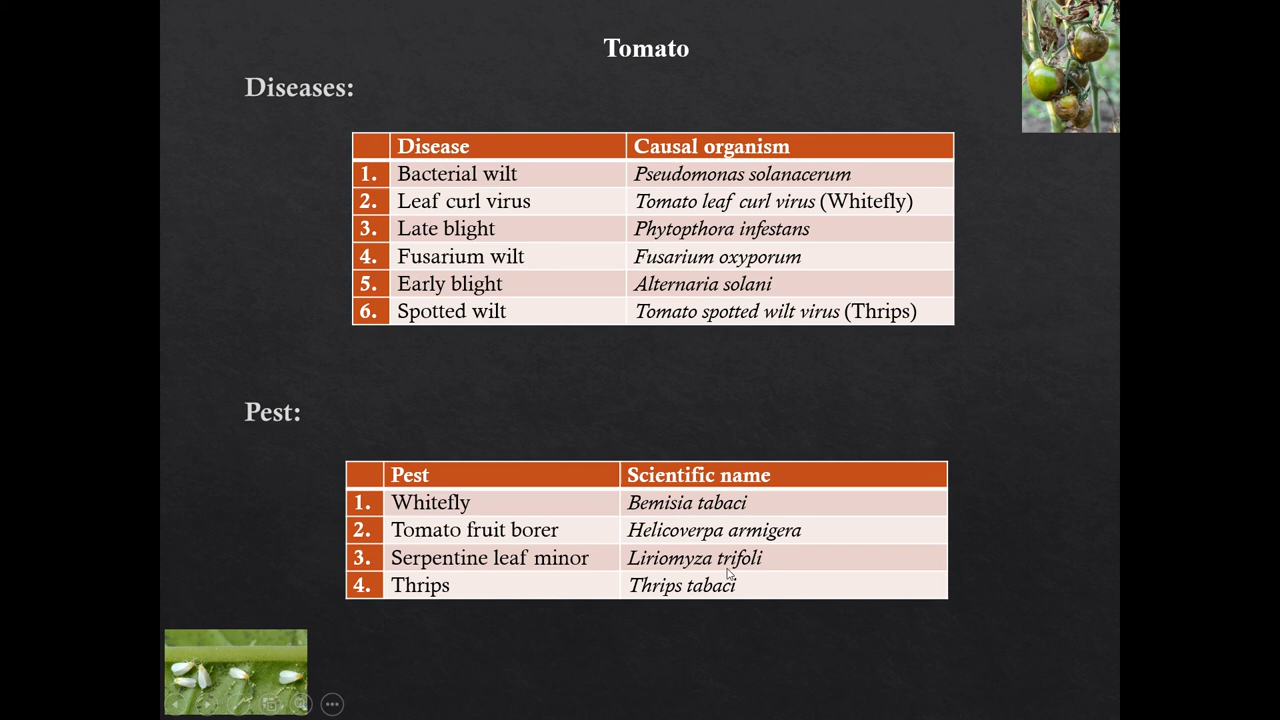 Tomato
Diseases:
Disease Causal organism
1. Bacterial wilt Pseudomonas solanacerum
2. Leaf curl virus Tomato leaf curl virus (Whitefly)
3. Late blight Phytopthora infestans
4. Fusarium wilt Fusarium oxyporum
5. Early blight Alternaria solani
6. Spotted wilt Tomato spotted wilt virus (Thrips)
Pest:
Pest Scientific name
1. Whitefly Bemisia tabaci
2. Tomato fruit borer Helicoverpa armigera
3. Serpentine leaf minor Liriomyza trifoli
4. Thrips Thrips tabaci